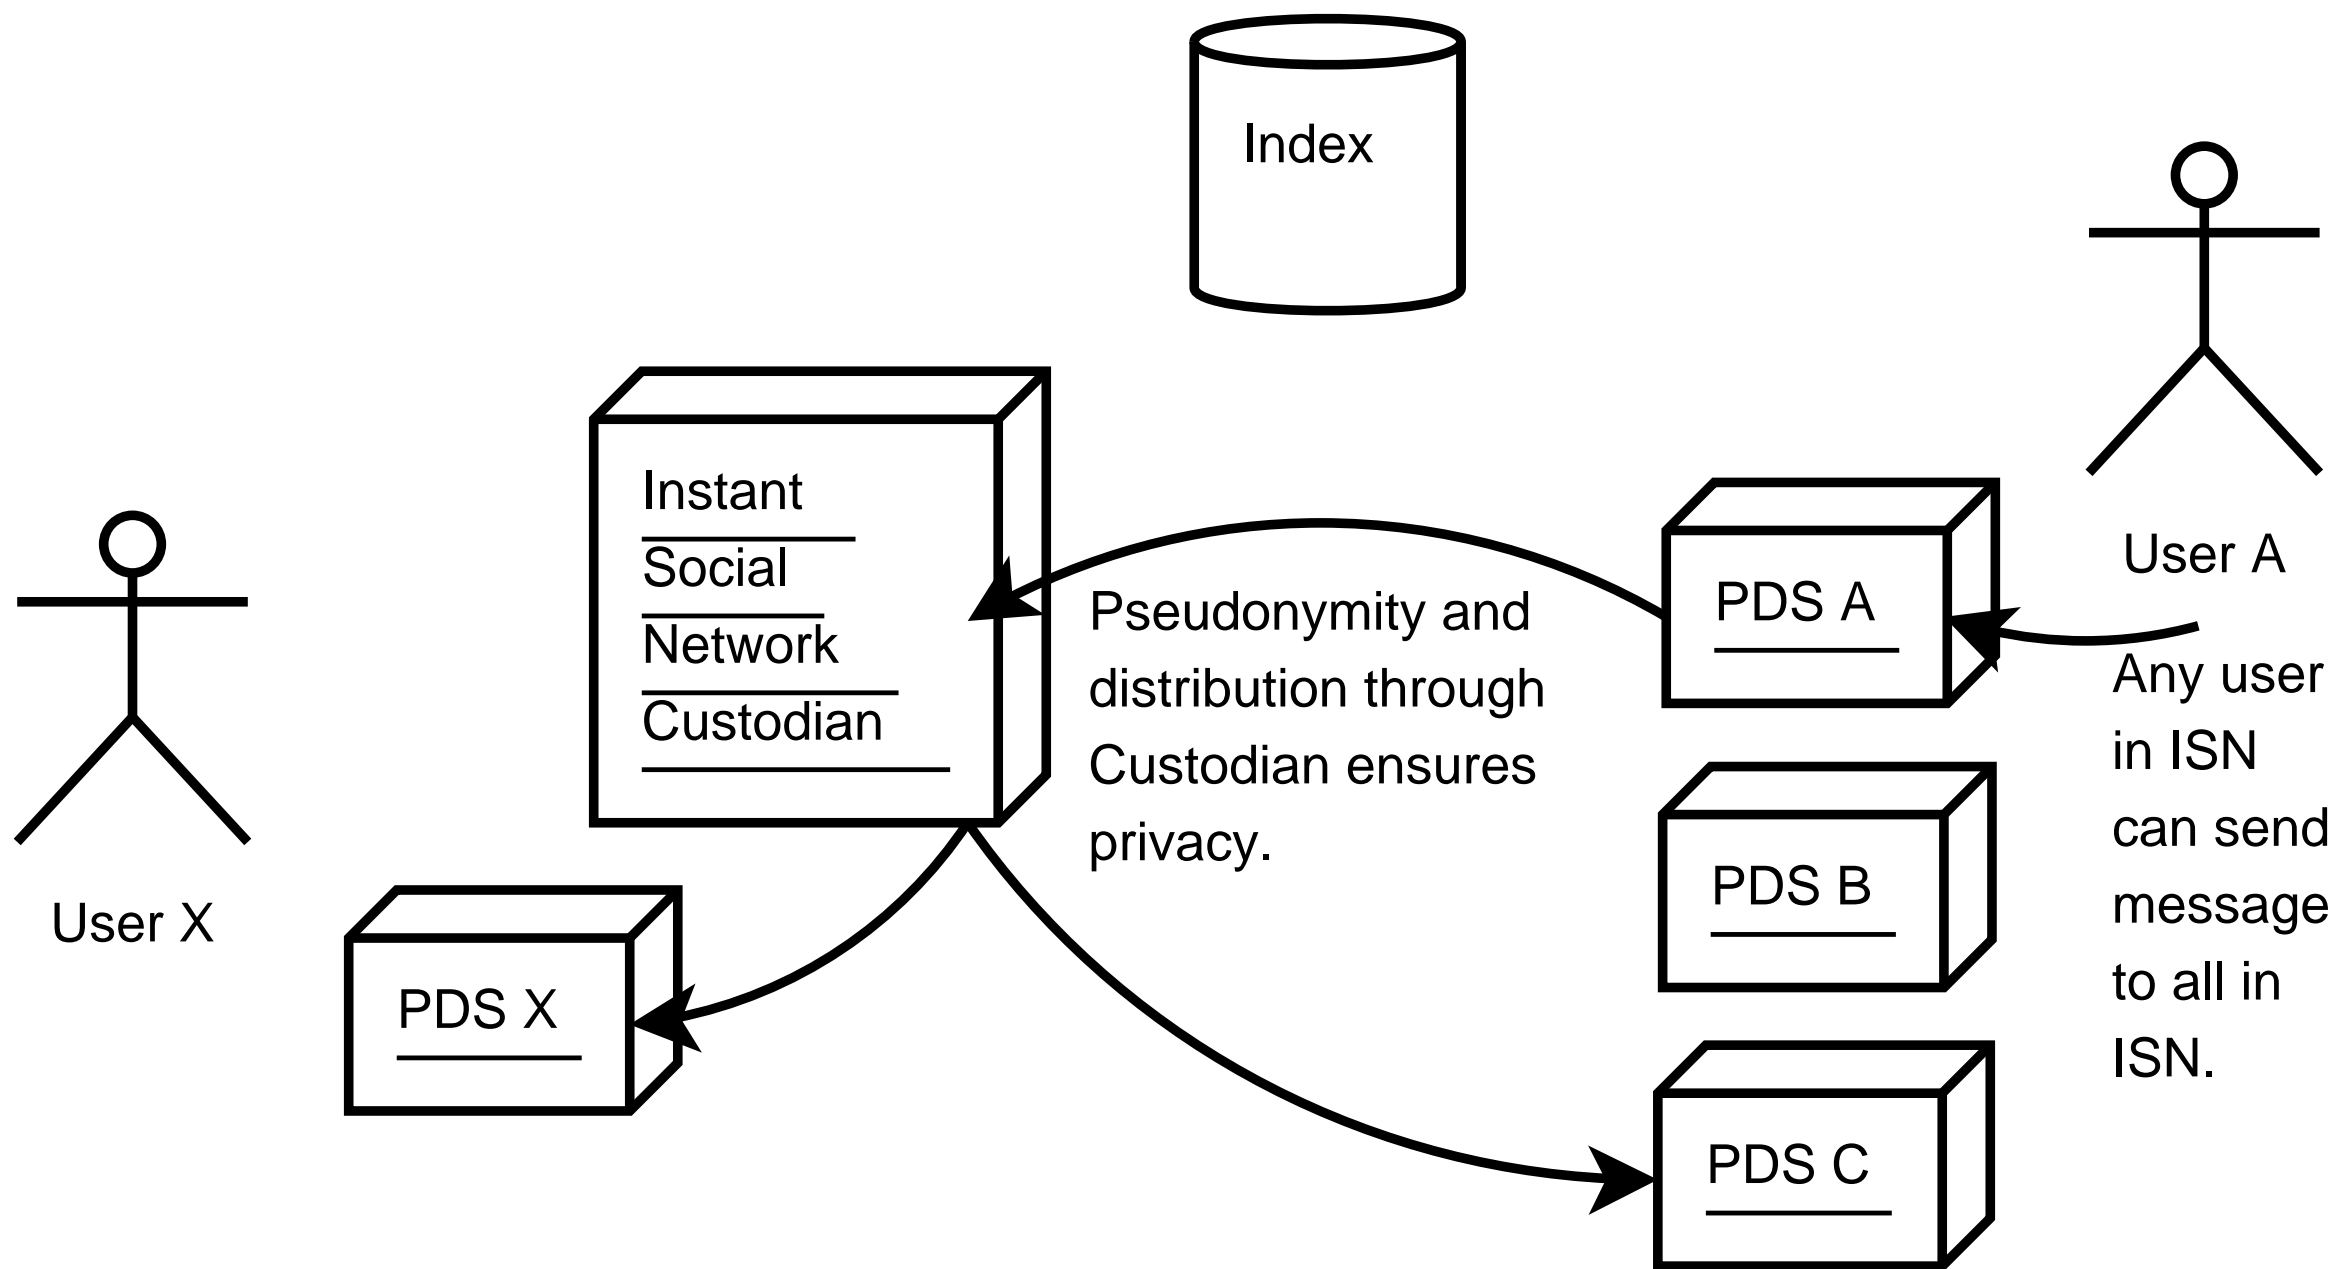 Index
Instant
Social
Network
Custodian
Pseudonymity and
distribution through
Custodian ensures
privacy.
PDS A
User A
Any user
in ISN
can send
message
to all in
ISN.
PDS B
User X
PDS X
PDS C